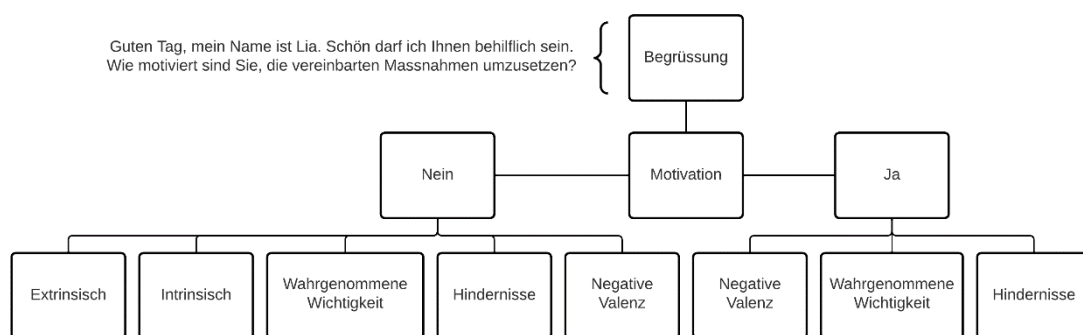 Guten Tag, mein Name ist Lia. Schön darf ich Ihnen behilflich sein.
Wie motiviert sind Sie, die vereinbarten Massnahmen umzusetzen?
Begrüssung
Nein
Motivation
Ja
Extrinsisch
Intrinsisch
Wahrgenommene
Wichtigkeit
Hindernisse
Negative
Valenz
Negative
Valenz
Wahrgenommene
Wichtigkeit
Hindernisse